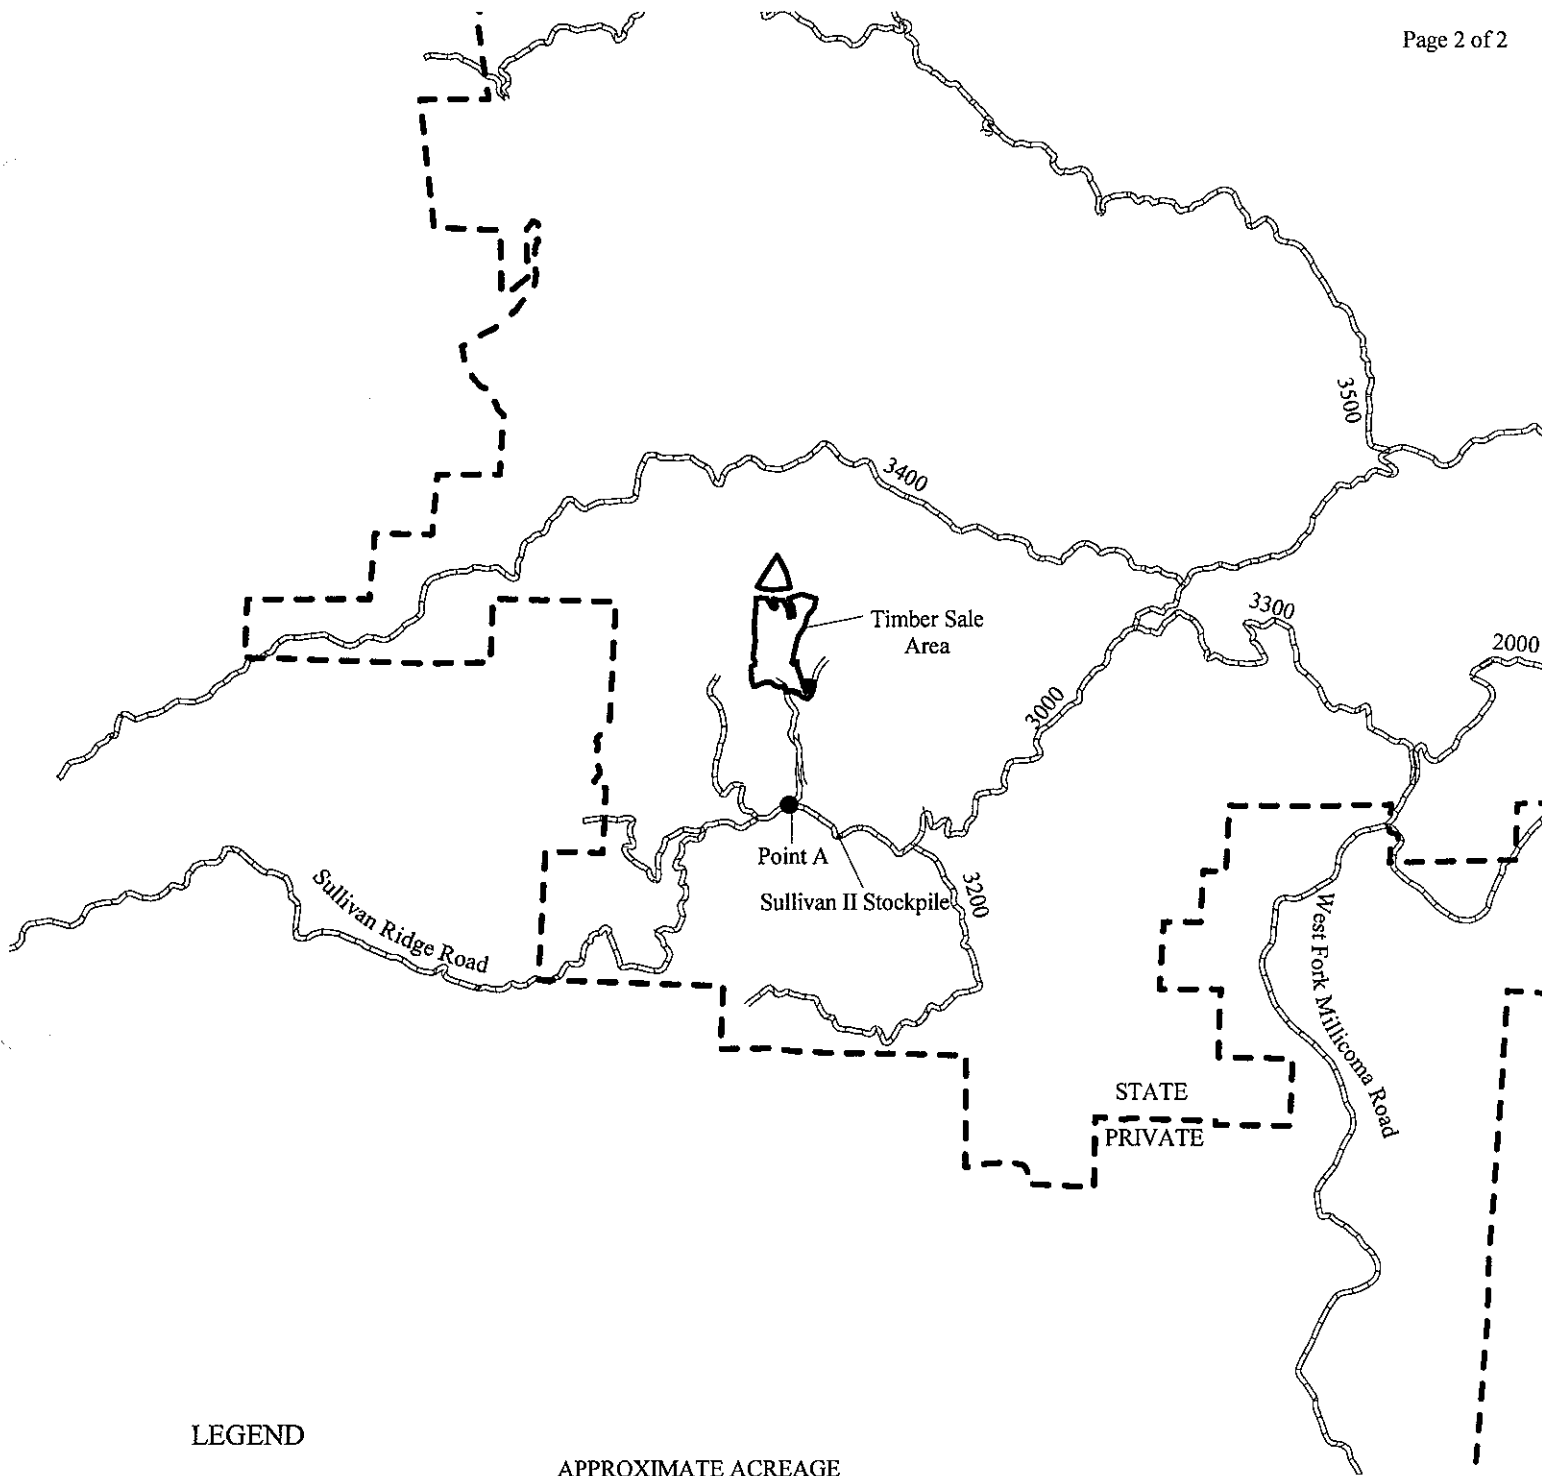 Page 2 of 2
3500
3400
Timber Sale
Area
3300
2000
3000
Point A
Sullivan II Stockpile
3200
Sullivan Ridge Road
West Fork Millicoma Road
STATE
PRIVATE
LEGEND
APPROXIMATE ACREAGE